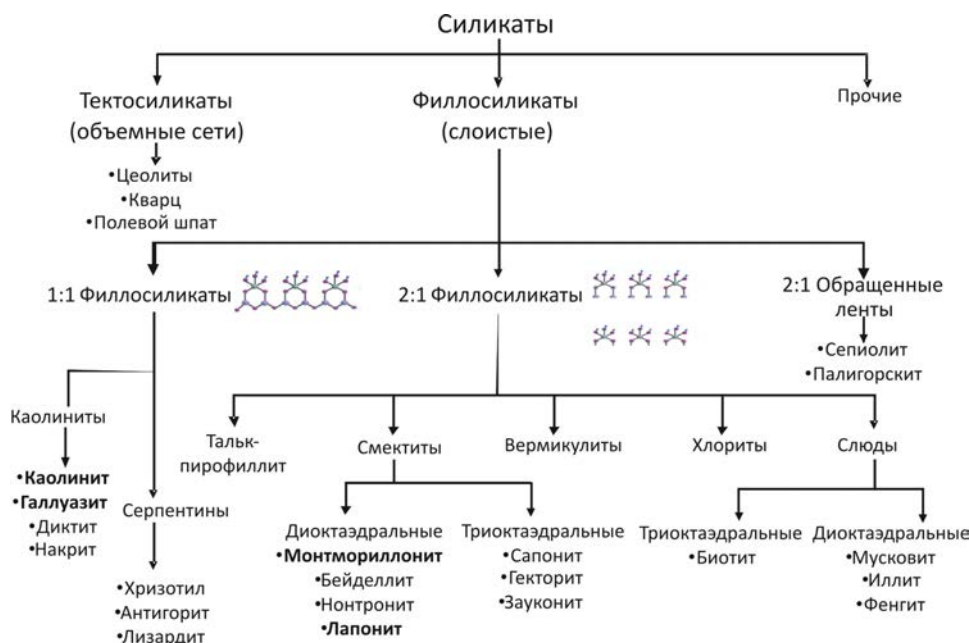 Силикаты
Тектосиликаты
(объемные сети)
Филлосиликаты
(слоистые)
Прочие
•Цеолиты
•Кварц
•Полевой шпат
1:1 Филлосиликаты
2:1 Филлосиликаты
2:1 Обращенные
ленты
•Сепиолит
•Палигорскит
Каолиниты
•Каолинит
•Галлуазит
•Диктит
•Накрит
Серпентины
•Хризотил
•Антигорит
•Лизардит
Тальк-
пирофиллит
Смектиты
Вермикулиты
Хлориты
Слюды
Диоктаэдральные
•Монтмориллонит
•Бейделлит
•Нонтронит
•Лапонит
Триоктаэдральные
•Сапонит
•Гекторит
•Зауконит
Триоктаэдральные
•Биотит
Диоктаэдральные
•Мусковит
•Иллит
•Фенгит